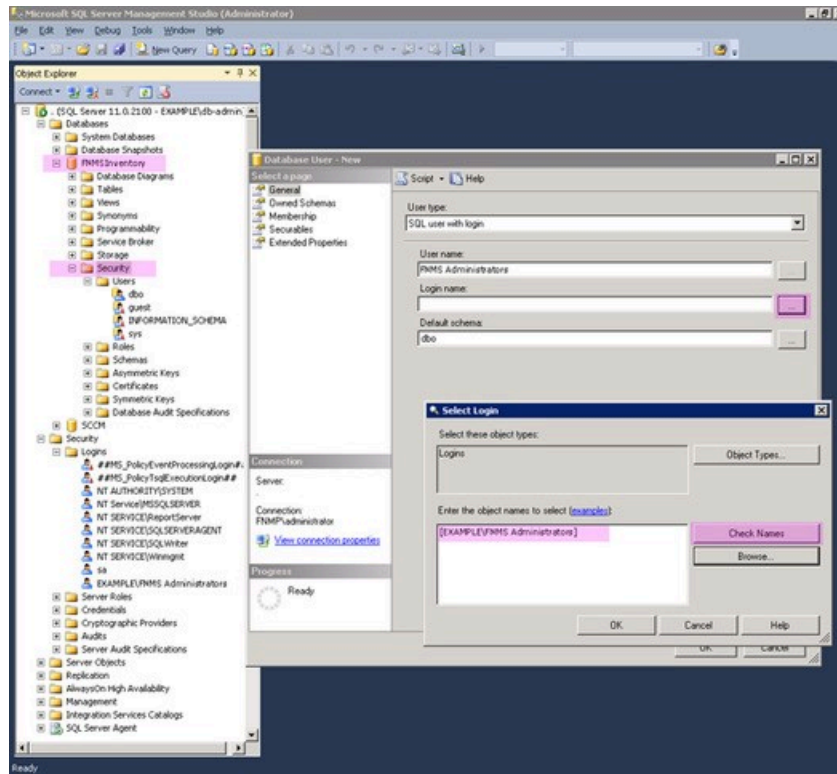 Microsoft SQL Server Management Studio (Administrator)
File Edit View Debug Tools Window Help
New Query
Object Explorer
Connect
. (SQL Server 11.0.2100 - EXAMPLE\db-admin
Databases
System Databases
Database Snapshots
FNMSInventory
Database Diagrams
Tables
Views
Synonyms
Programmability
Service Broker
Storage
Security
Users
dbo
guest
INFORMATION_SCHEMA
sys
Roles
Schemas
Asymmetric Keys
Certificates
Symmetric Keys
Database Audit Specifications
SCCM
Security
Logins
##MS_PolicyEventProcessingLogin#
##MS_PolicyTsqlExecutionLogin##
NT AUTHORITY\SYSTEM
NT Service\MSSQLSERVER
NT SERVICE\ReportServer
NT SERVICE\SQLSERVERAGENT
NT SERVICE\SQLWriter
NT SERVICE\Winmgmt
sa
EXAMPLE\FNMS Administrators
Server Roles
Credentials
Cryptographic Providers
Audits
Server Audit Specifications
Server Objects
Replication
AlwaysOn High Availability
Management
Integration Services Catalogs
SQL Server Agent
Ready
Database User - New
Select a page
General
Owned Schemas
Membership
Securables
Extended Properties
Connection
Server:
.
Connection:
FNMP\administrator
View connection properties
Progress
Ready
Script Help
User type:
SQL user with login
User name:
FNMS Administrators
...
Login name:
...
Default schema:
dbo
...
OK Cancel
Select Login
Select these object types:
Logins
Object Types...
Enter the object names to select (examples):
[EXAMPLE\FNMS Administrators]
Check Names
Browse...
OK Cancel Help